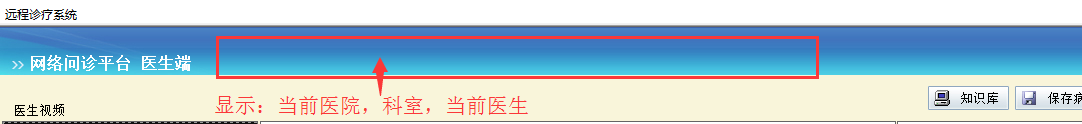 远程诊疗系统
>> 网络问诊平台 医生端
显示：当前医院，科室，当前医生
医生视频
知识库
保存病